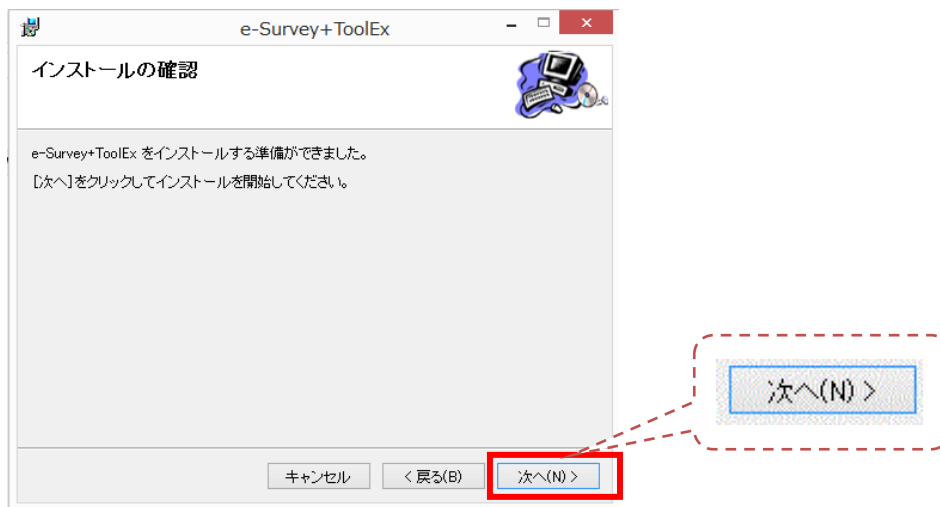 e-Survey+ToolEx
インストールの確認
e-Survey+ToolEx をインストールする準備ができました。
[次へ]をクリックしてインストールを開始してください。
キャンセル
< 戻る(B)
次へ(N) >
次へ(N) >